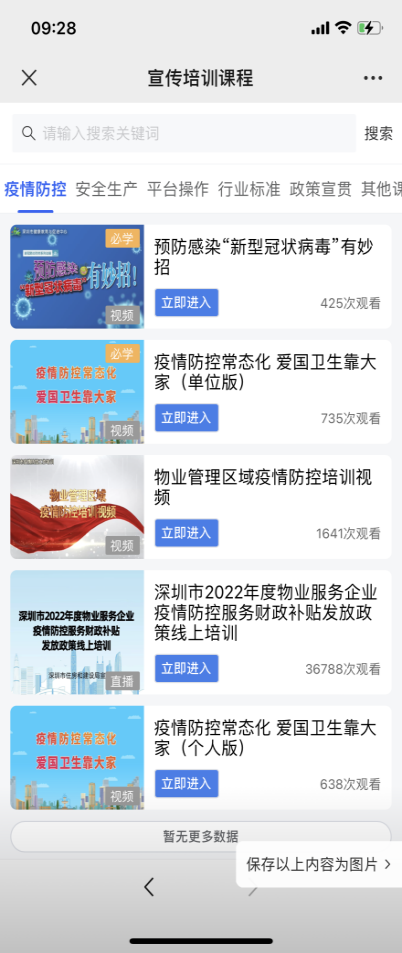 09:28
宣传培训课程
请输入搜索关键词
搜索
疫情防控 安全生产 平台操作 行业标准 政策宣贯 其他课
必学
预防感染
"新型冠状病毒"有妙招!
视频
预防感染“新型冠状病毒”有妙
招
立即进入
425次观看
必学
疫情防控常态化
爱国卫生靠大家
视频
疫情防控常态化 爱国卫生靠大
家（单位版）
立即进入
735次观看
物业管理区域
疫情防控培训视频
视频
物业管理区域疫情防控培训视
频
立即进入
1641次观看
深圳市2022年度物业服务企业
疫情防控服务财政补贴
发放政策线上培训
深圳市住房和建设局
直播
深圳市2022年度物业服务企业
疫情防控服务财政补贴发放政
策线上培训
立即进入
36788次观看
疫情防控常态化
爱国卫生靠大家
视频
疫情防控常态化 爱国卫生靠大
家（个人版）
立即进入
638次观看
暂无更多数据
保存以上内容为图片